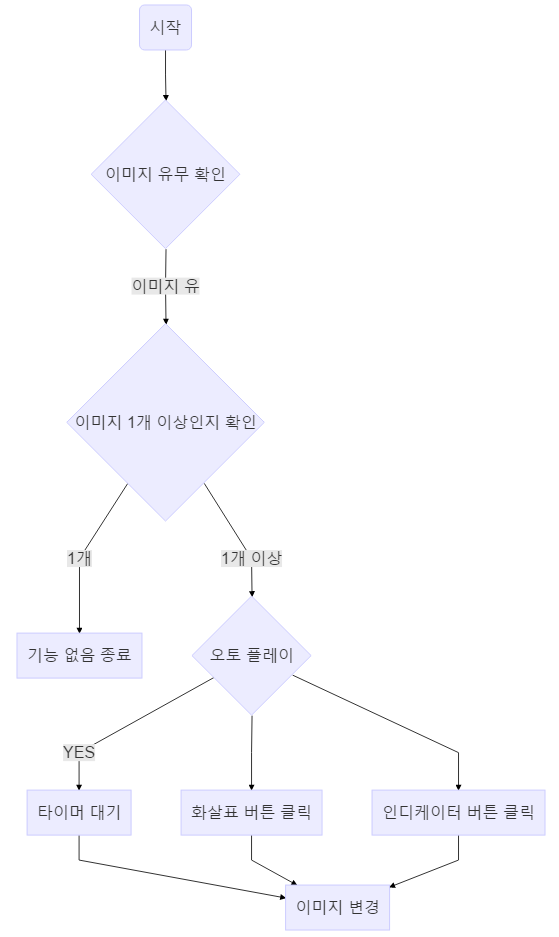 시작
이미지 유무 확인
이미지 유
이미지 1개 이상인지 확인
1개
1개 이상
기능 없음 종료
오토 플레이
YES
타이머 대기
화살표 버튼 클릭
인디케이터 버튼 클릭
이미지 변경